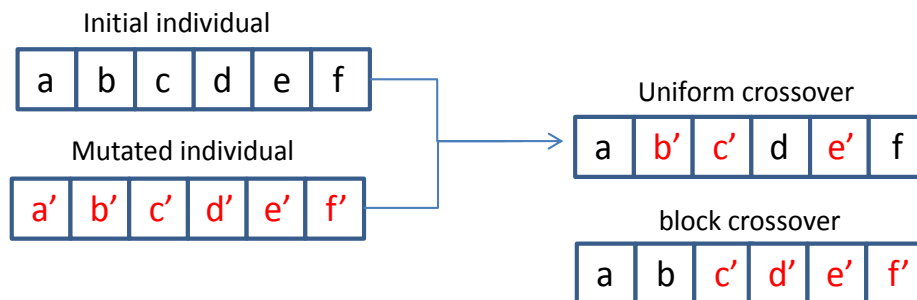 Initial individual
a b c d e f
Mutated individual
a’ b’ c’ d’ e’ f’
Uniform crossover
a b’ c’ d e’ f
block crossover
a b c’ d’ e’ f’